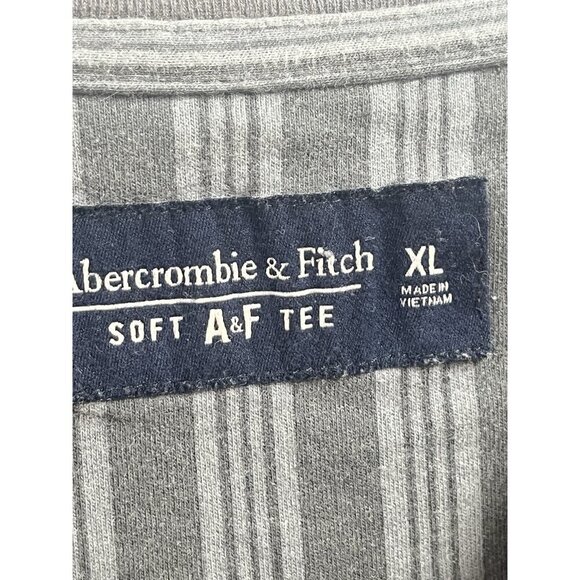 Abercrombie & Fitch XL
MADE IN
VIETNAM
SOFT A&F TEE